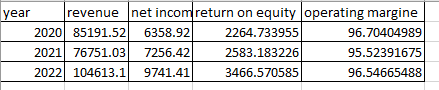 year revenue net incom return on equity operating margine
2020 85191.52 6358.92 2264.733955 96.70404989
2021 76751.03 7256.42 2583.183226 95.52391675
2022 104613.1 9741.41 3466.570585 96.54665488